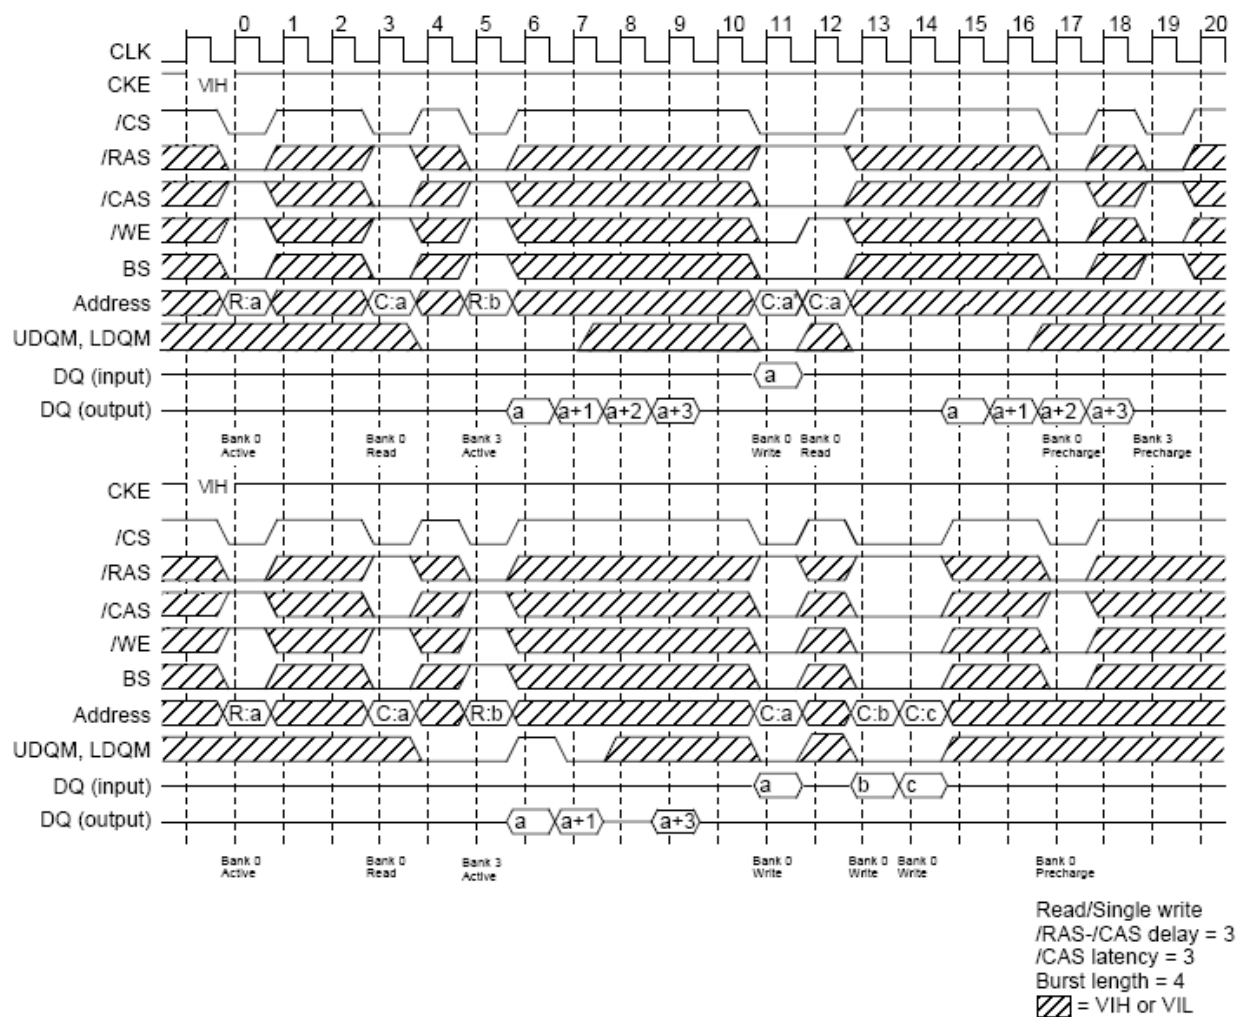 0 1 2 3 4 5 6 7 8 9 10 11 12 13 14 15 16 17 18 19 20
CLK
CKE VIH
/CS
/RAS
/CAS
/WE
BS
Address R:a C:a R:b C:a' C:a
UDQM, LDQM
DQ (input) a
DQ (output) a a+1 a+2 a+3 a a+1 a+2 a+3
Bank 0 Bank 0 Bank 3 Bank 0 Bank 0 Bank 0 Bank 3
Active Read Active Write Read Precharge Precharge
CKE VIH
/CS
/RAS
/CAS
/WE
BS
Address R:a C:a R:b C:a C:b C:c
UDQM, LDQM
DQ (input) a b c
DQ (output) a a+1 a+3
Bank 0 Bank 0 Bank 3 Bank 0 Bank 0 Bank 0 Bank 0
Active Read Active Write Write Write Precharge
Read/Single write
/RAS-/CAS delay = 3
/CAS latency = 3
Burst length = 4
= VIH or VIL